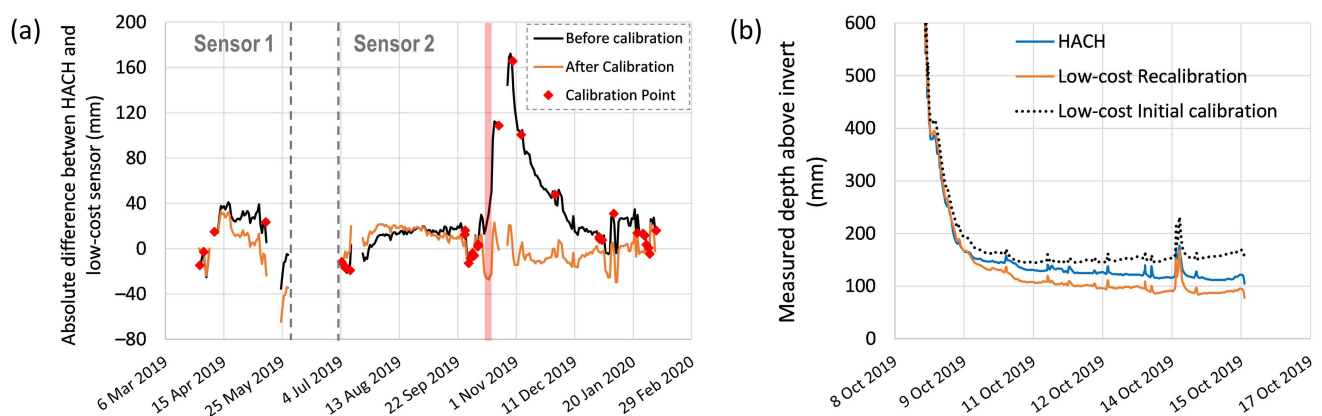 (a)
Absolute difference betwen HACH and
low-cost sensor (mm)
200
160
120
80
40
0
−40
−80
Sensor 1
Sensor 2
Before calibration
After Calibration
Calibration Point
6 Mar 2019
15 Apr 2019
25 May 2019
4 Jul 2019
13 Aug 2019
22 Sep 2019
1 Nov 2019
11 Dec 2019
20 Jan 2020
29 Feb 2020
(b)
Measured depth above invert
(mm)
600
500
400
300
200
100
0
HACH
Low-cost Recalibration
Low-cost Initial calibration
8 Oct 2019
9 Oct 2019
11 Oct 2019
12 Oct 2019
14 Oct 2019
15 Oct 2019
17 Oct 2019